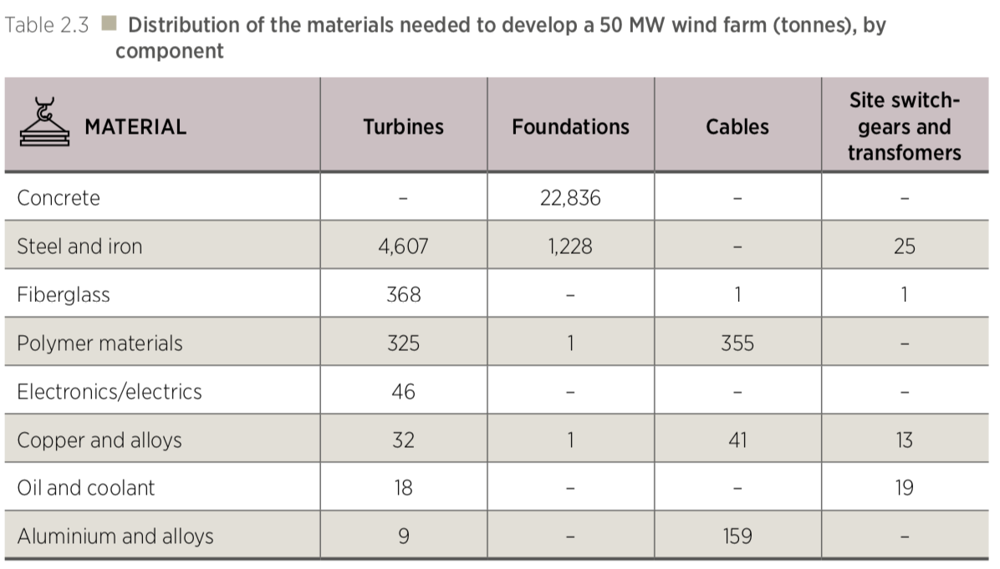 Table 2.3 ■ Distribution of the materials needed to develop a 50 MW wind farm (tonnes), by
component
MATERIAL Turbines Foundations Cables Site switch-
gears and
transfomers
Concrete – 22,836 – –
Steel and iron 4,607 1,228 – 25
Fiberglass 368 – 1 1
Polymer materials 325 1 355 –
Electronics/electrics 46 – – –
Copper and alloys 32 1 41 13
Oil and coolant 18 – – 19
Aluminium and alloys 9 – 159 –